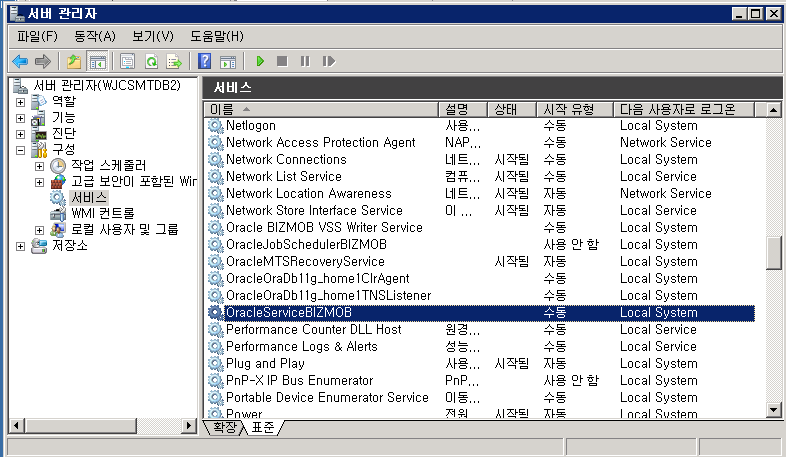 서버 관리자
파일(F) 동작(A) 보기(V) 도움말(H)
서버 관리자(WJCSMTDB2)
역할
기능
진단
구성
작업 스케줄러
고급 보안이 포함된 Wir
서비스
WMI 컨트롤
로컬 사용자 및 그룹
저장소
서비스
이름 설명 상태 시작 유형 다음 사용자로 로그온
Netlogon 사용... 수동 Local System
Network Access Protection Agent NAP... 수동 Network Service
Network Connections 네트... 시작됨 수동 Local System
Network List Service 컴퓨... 시작됨 수동 Local Service
Network Location Awareness 네트... 시작됨 자동 Network Service
Network Store Interface Service 이 ... 시작됨 자동 Local Service
Oracle BIZMOB VSS Writer Service 수동 Local System
OracleJobSchedulerBIZMOB 사용 안 함 Local System
OracleMTSRecoveryService 시작됨 자동 Local System
OracleOraDb11g_home1ClrAgent 수동 Local System
OracleOraDb11g_home1TNSListener 수동 Local System
OracleServiceBIZMOB 수동 Local System
Performance Counter DLL Host 원경... 수동 Local Service
Performance Logs & Alerts 성능... 수동 Local Service
Plug and Play 사용... 시작됨 자동 Local System
PnP-X IP Bus Enumerator PnP... 사용 안 함 Local System
Portable Device Enumerator Service 이동... 수동 Local System
Power 전원 시작됨 자동 Local System
확장 표준